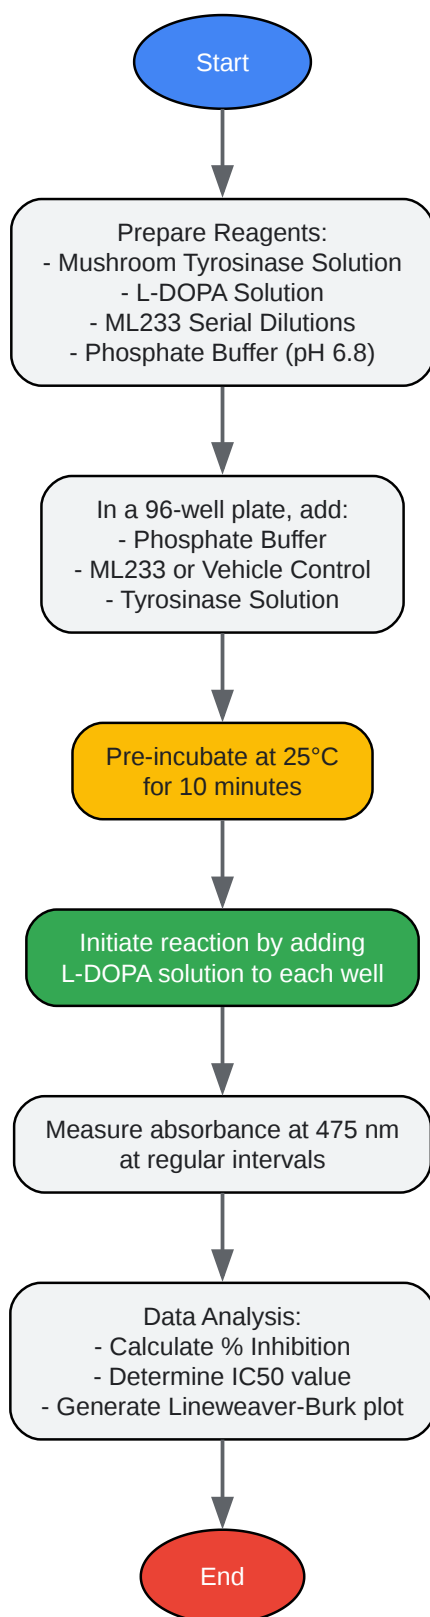 Start
Prepare Reagents:
- Mushroom Tyrosinase Solution
- L-DOPA Solution
- ML233 Serial Dilutions
- Phosphate Buffer (pH 6.8)
In a 96-well plate, add:
- Phosphate Buffer
- ML233 or Vehicle Control
- Tyrosinase Solution
Pre-incubate at 25°C
for 10 minutes
Initiate reaction by adding
L-DOPA solution to each well
Measure absorbance at 475 nm
at regular intervals
Data Analysis:
- Calculate % Inhibition
- Determine IC50 value
- Generate Lineweaver-Burk plot
End